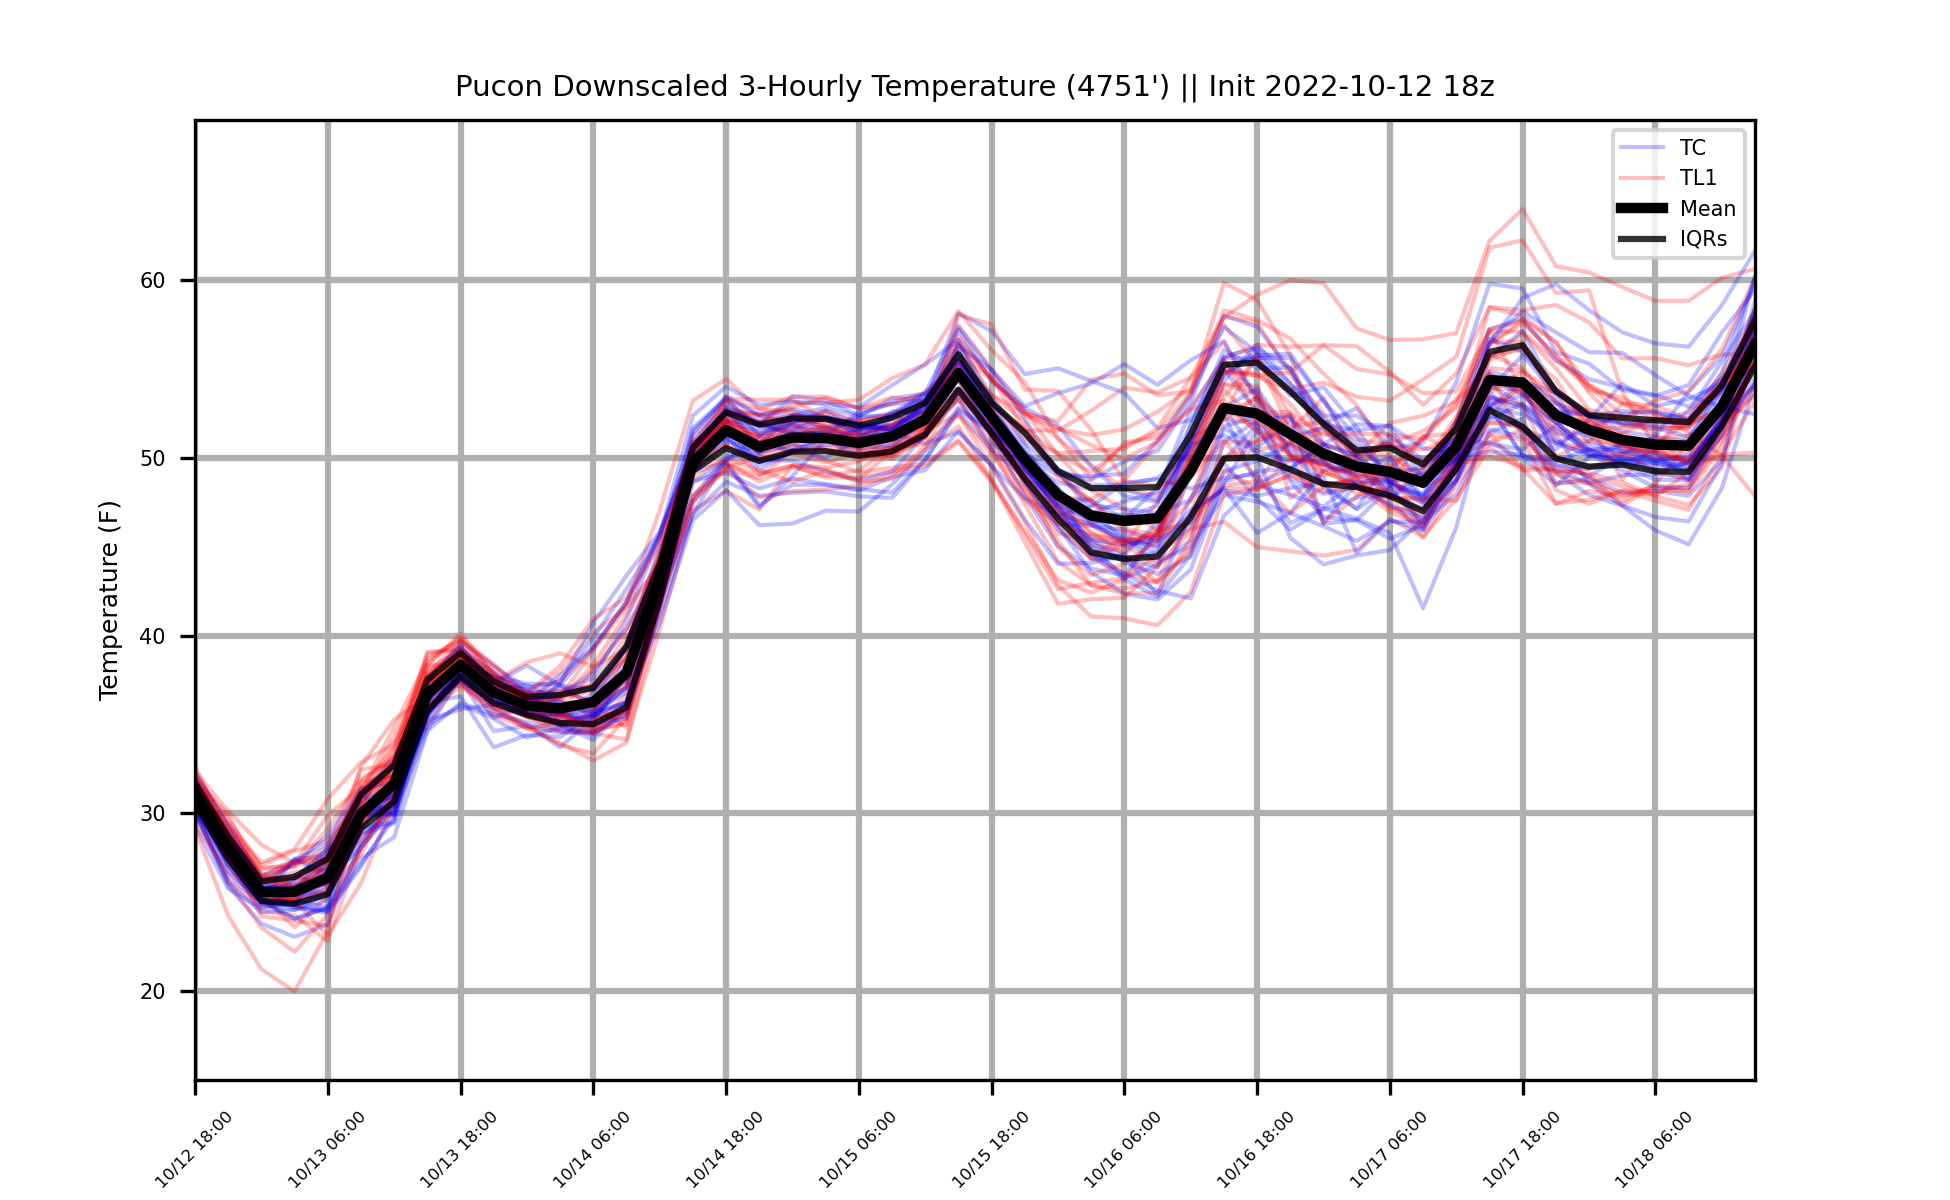 Pucon Downscaled 3-Hourly Temperature (4751') || Init 2022-10-12 18z
TC
TL1
Mean
IQRs
Temperature (F)
60
50
40
30
20
10/12 18:00
10/13 06:00
10/13 18:00
10/14 06:00
10/14 18:00
10/15 06:00
10/15 18:00
10/16 06:00
10/16 18:00
10/17 06:00
10/17 18:00
10/18 06:00